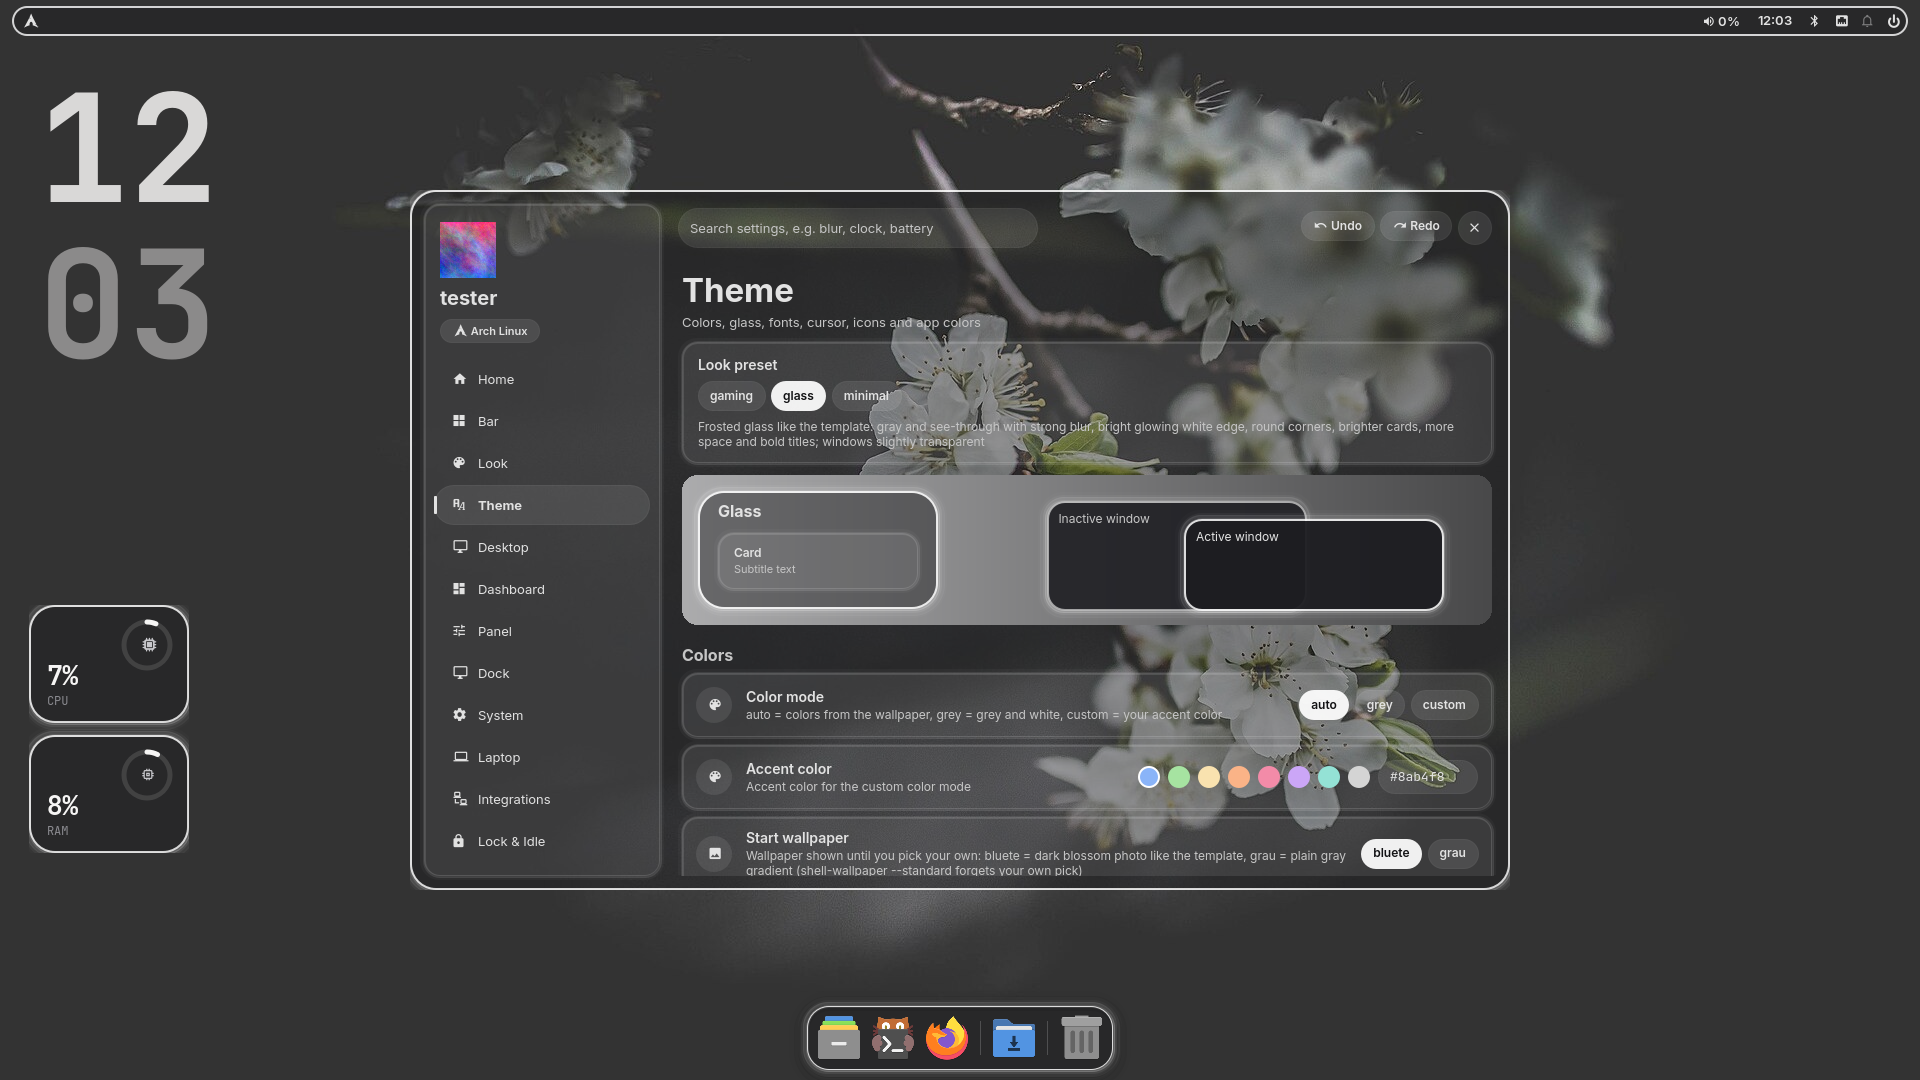 0%
12:03
12
03
7%
CPU
8%
RAM
tester
Arch Linux
Home
Bar
Look
Theme
Desktop
Dashboard
Panel
Dock
System
Laptop
Integrations
Lock & Idle
Search settings, e.g. blur, clock, battery
Undo
Redo
Theme
Colors, glass, fonts, cursor, icons and app colors
Look preset
gaming
glass
minimal
Frosted glass like the template: gray and see-through with strong blur, bright glowing white edge, round corners, brighter cards, more
space and bold titles; windows slightly transparent
Glass
Card
Subtitle text
Inactive window
Active window
Colors
Color mode
auto = colors from the wallpaper, grey = grey and white, custom = your accent color
auto
grey
custom
Accent color
Accent color for the custom color mode
#8ab4f8
Start wallpaper
Wallpaper shown until you pick your own: bluete = dark blossom photo like the template, grau = plain gray
gradient (shell-wallpaper --standard forgets your own pick)
bluete
grau